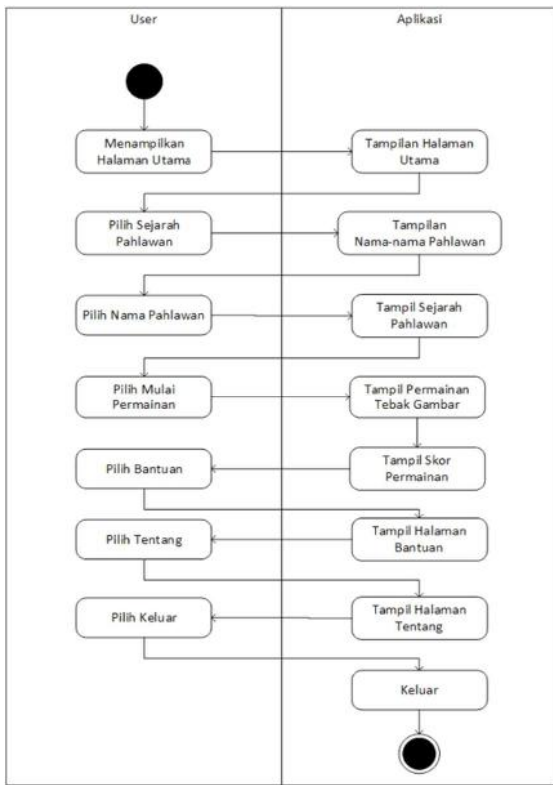 User
Aplikasi
Menampilkan
Halaman Utama
Tampilan Halaman
Utama
Pilih Sejarah
Pahlawan
Tampilan
Nama-nama Pahlawan
Pilih Nama Pahlawan
Tampil Sejarah
Pahlawan
Pilih Mulai
Permainan
Tampil Permainan
Tebak Gambar
Tampil Skor
Permainan
Pilih Bantuan
Tampil Halaman
Bantuan
Pilih Tentang
Tampil Halaman
Tentang
Pilih Keluar
Keluar